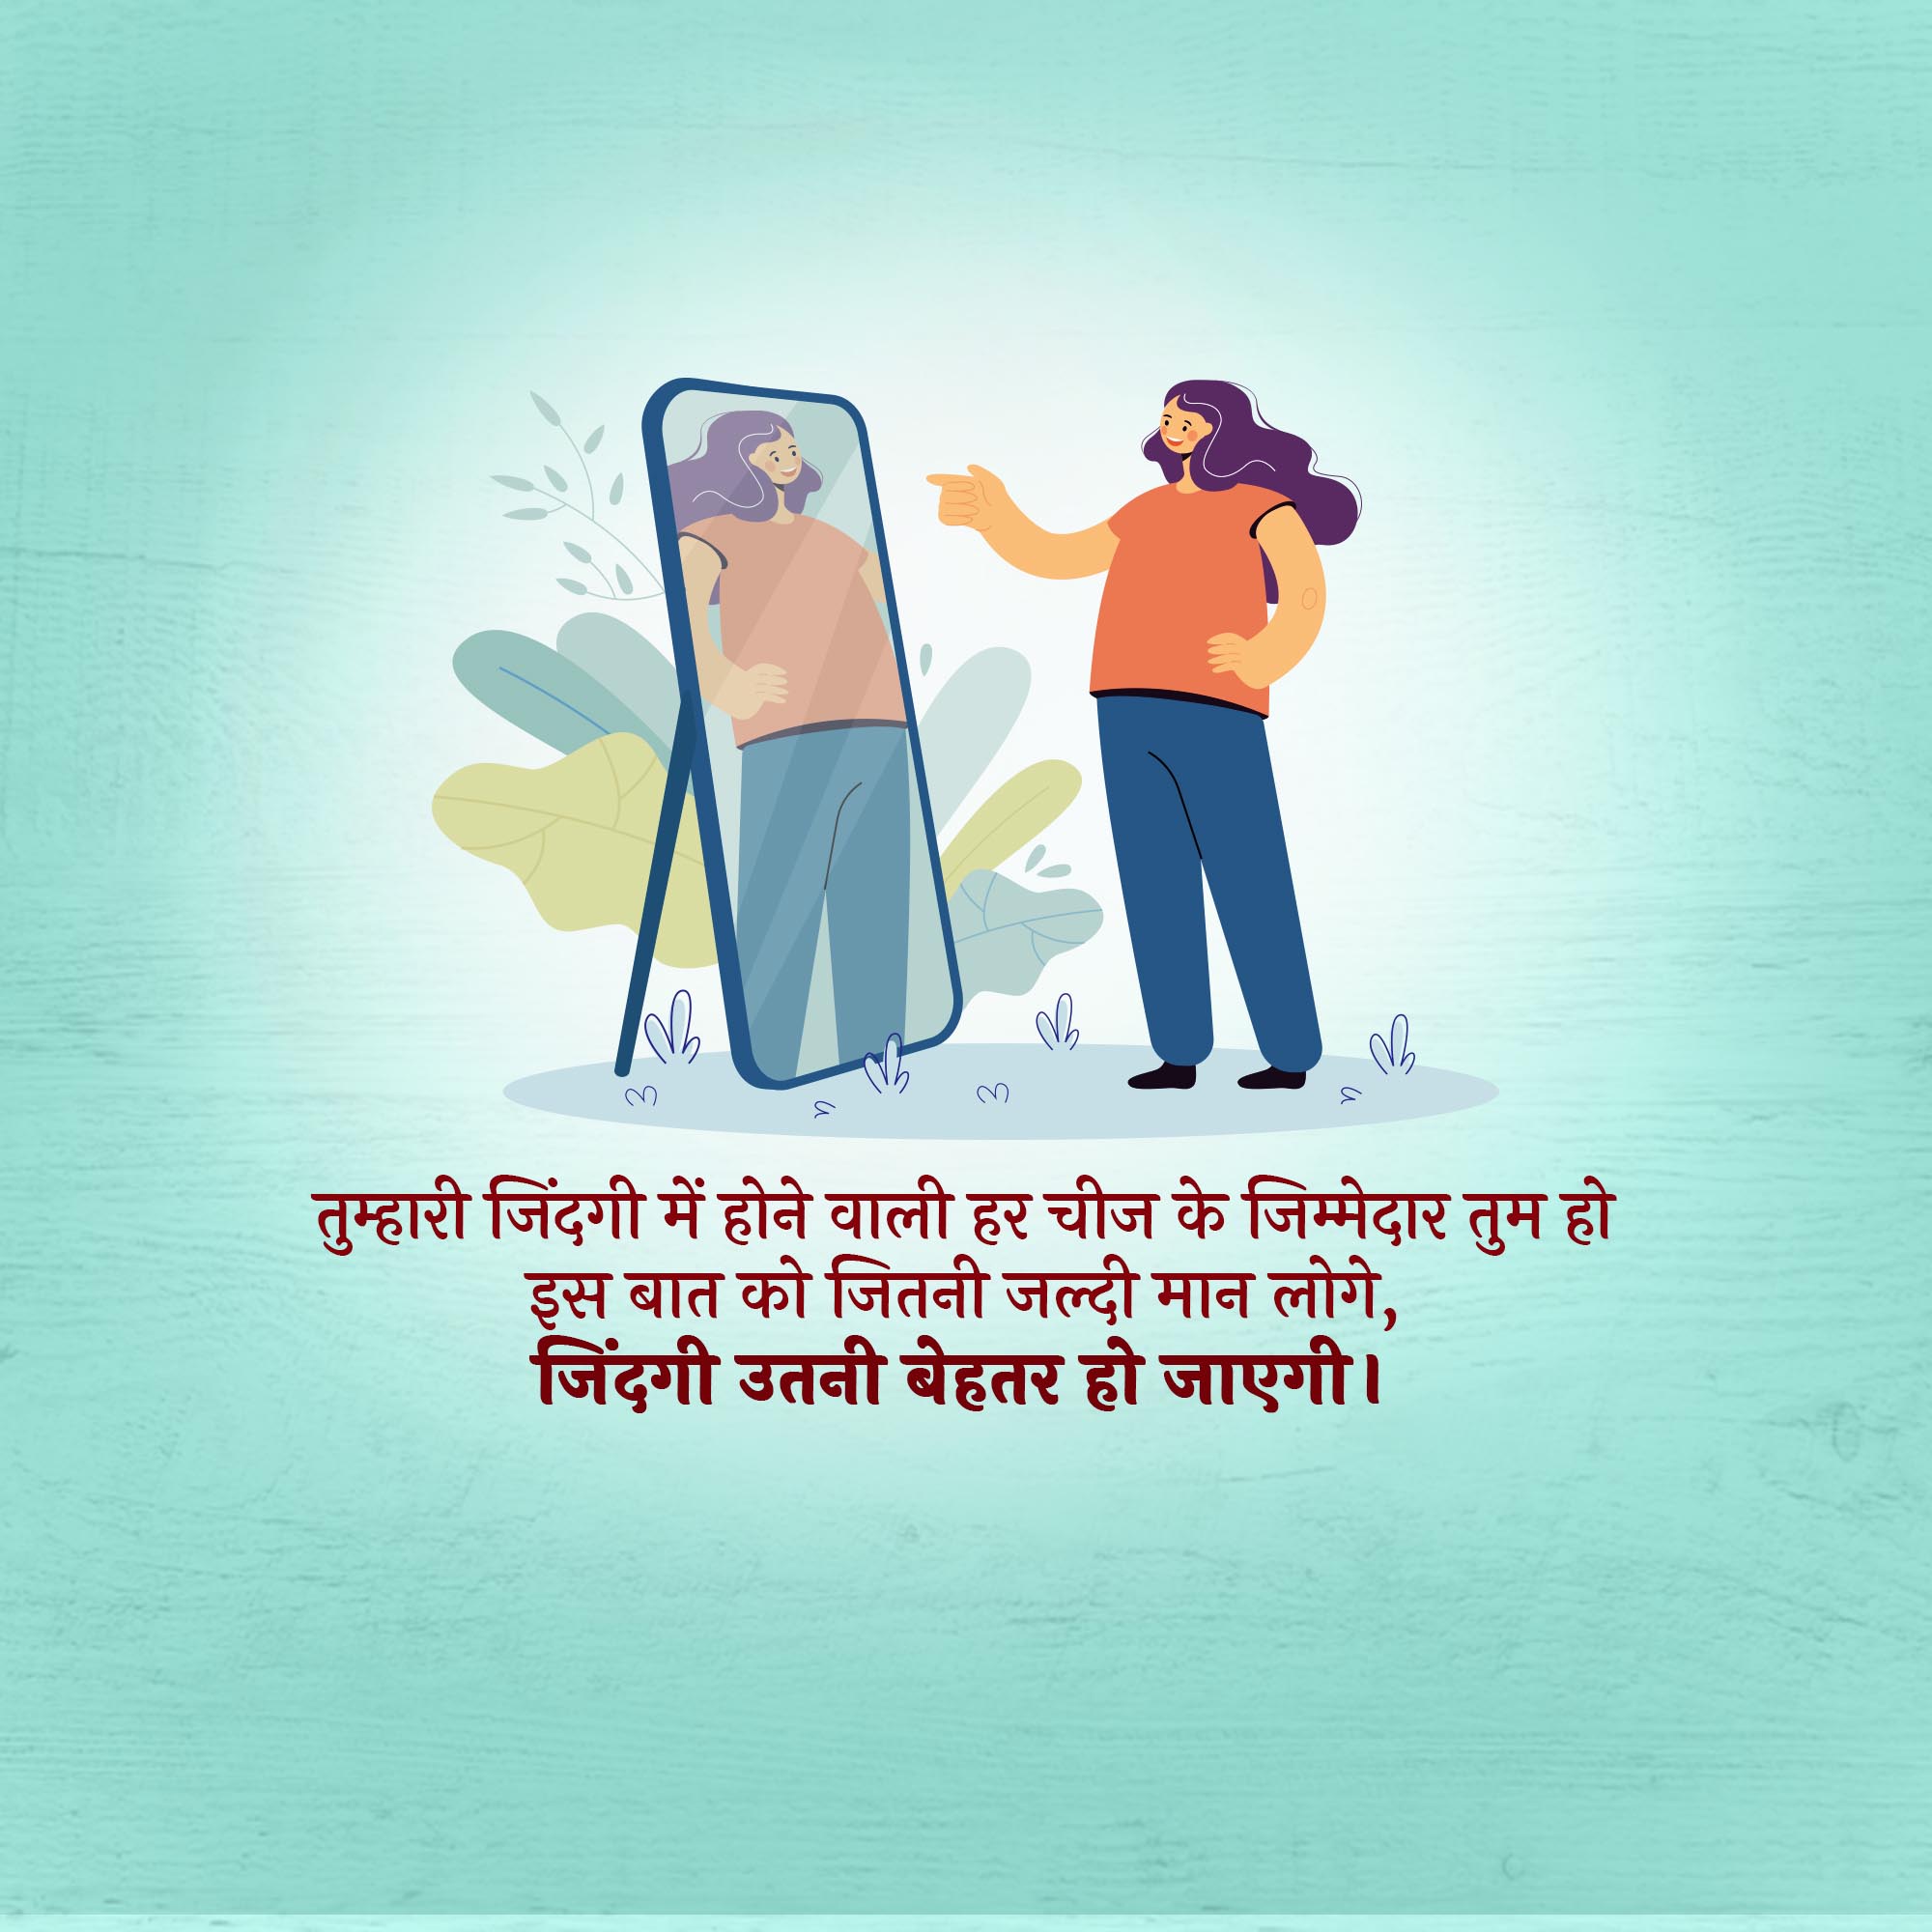 तुम्हारी जिंदगी में होने वाली हर चीज के जिम्मेदार तुम हो
इस बात को जितनी जल्दी मान लोगे,
जिंदगी उतनी बेहतर हो जाएगी।